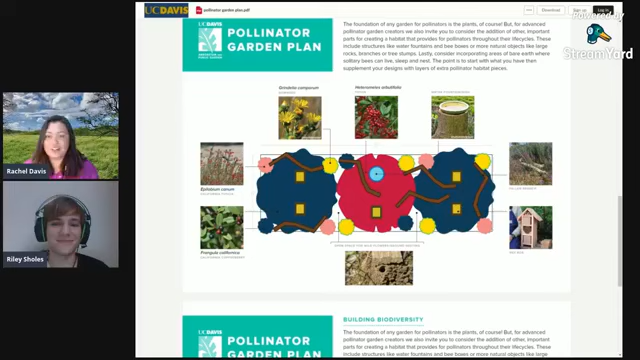 UCDAVIS
pollinator garden plan.pdf
Download
Sign up
Log in
Powered by
StreamYard
UCDAVIS
POLLINATOR
GARDEN PLAN
The foundation of any garden for pollinators is the plants, of course! But, for advanced
pollinator garden creators we also invite you to consider the addition of other, important
parts for creating a habitat that provides for pollinators throughout their lifecycles. These
include structures like water fountains and bee boxes or more natural objects like large
rocks, branches or tree stumps. Lastly, consider incorporating areas of bare earth where
solitary bees can live, sleep and nest. The point is to start with what you have then
supplement your designs with layers of extra pollinator habitat pieces.
Grindelia camporum
Heteromeles arbutifolia
Epilobium canum
Frangula californica
Rachel Davis
Riley Sholes
UCDAVIS
POLLINATOR
GARDEN PLAN
BUILDING BIODIVERSITY
The foundation of any garden for pollinators is the plants, of course! But, for advanced
pollinator garden creators we also invite you to consider the addition of other, important
parts for creating a habitat that provides for pollinators throughout their lifecycles. These
include structures like water fountains and bee boxes or more natural objects like large